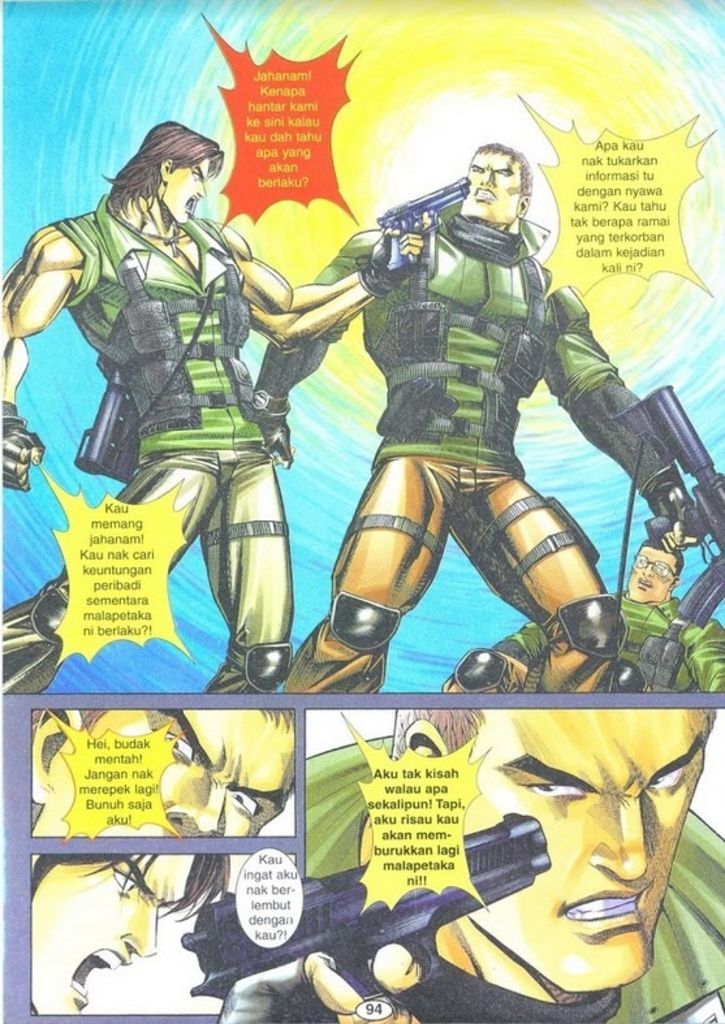 Jahanam!
Kenapa
hantar kami
ke sini kalau
kau dah tahu
apa yang
akan
berlaku?
Apa kau
nak tukarkan
informasi tu
dengan nyawa
kami? Kau tahu
tak berapa ramai
yang terkorban
dalam kejadian
kali ni?
Kau
memang
jahanam!
Kau nak cari
keuntungan
peribadi
sementara
malapetaka
ni berlaku?!
Hei, budak
mentah!
Jangan nak
merepek lagi!
Bunuh saja
aku!
Aku tak kisah
walau apa
sekalipun! Tapi,
aku risau kau
akan mem-
burukkan lagi
malapetaka
ni!!
Kau
ingat aku
nak ber-
lembut
dengan
kau?!
94